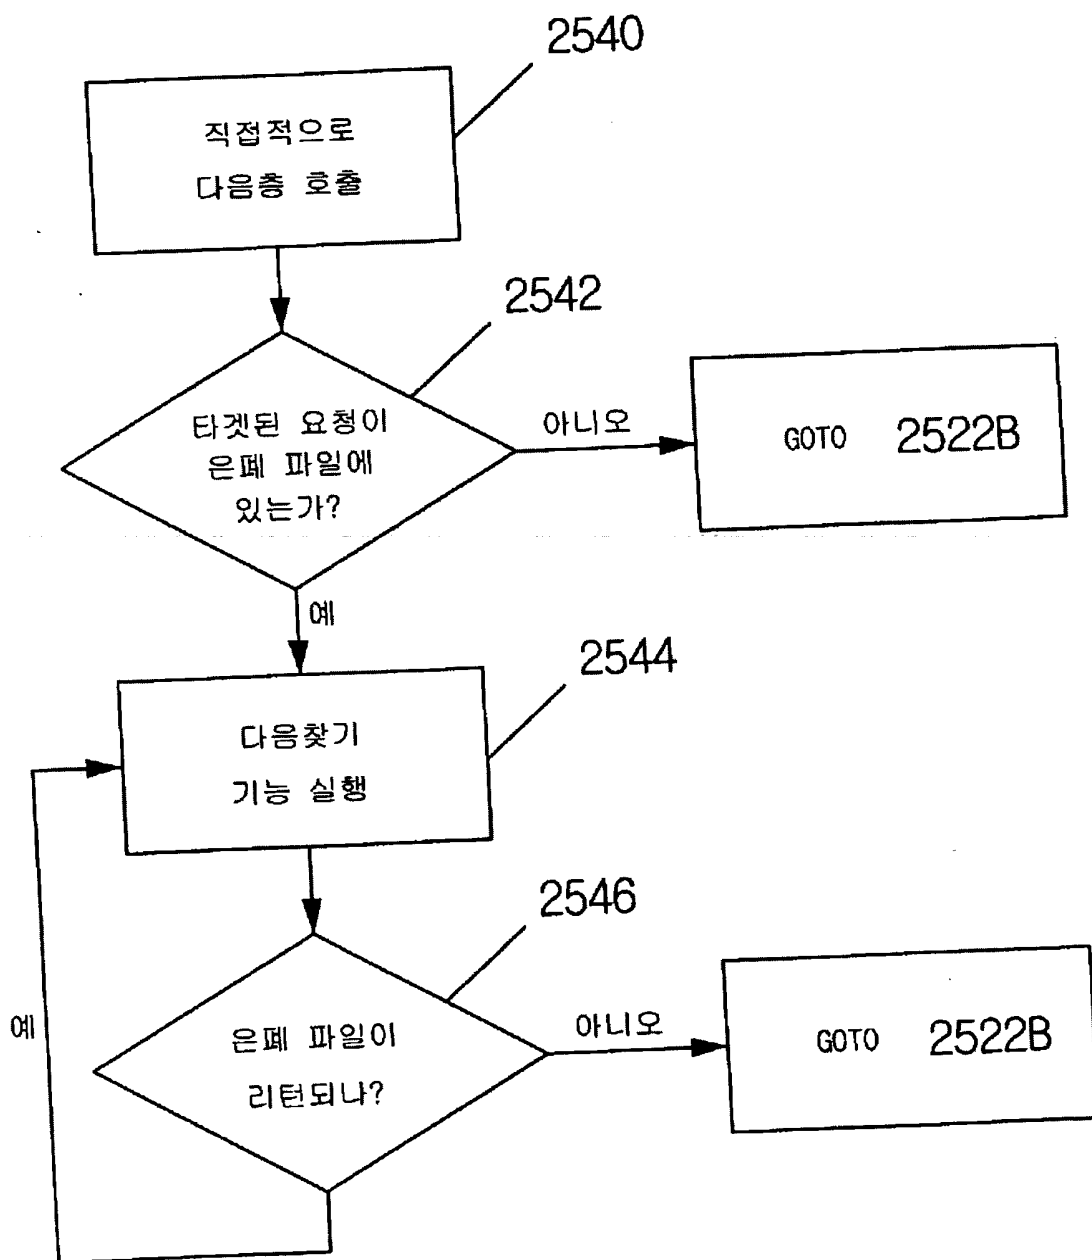 2540
직접적으로
다음층 호출
2542
타겟된 요청이
은폐 파일에
있는가?
아니오
GOTO 2522B
예
2544
다음찾기
기능 실행
2546
은폐 파일이
리턴되나?
아니오
GOTO 2522B
예